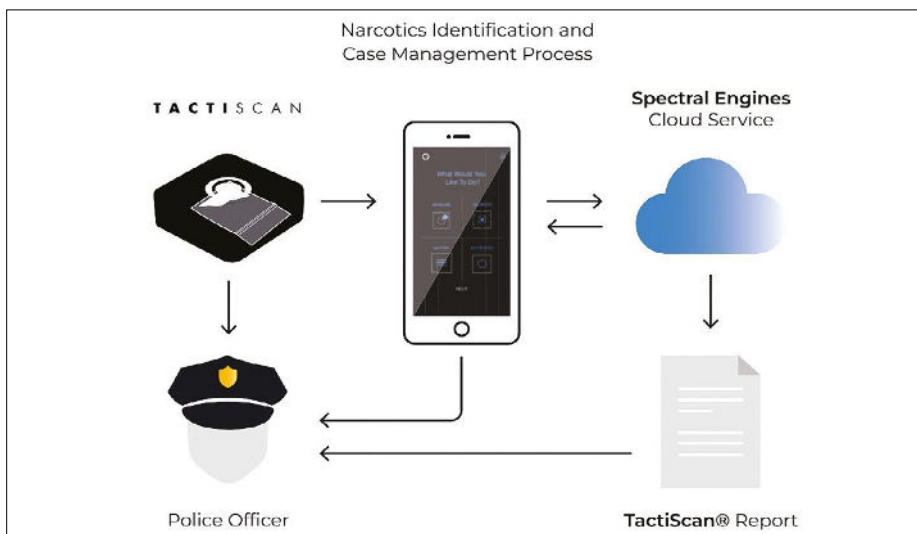 Narcotics Identification and
Case Management Process
TACTISCAN
Spectral Engines
Cloud Service
What Would You
Like To Do?
HELP
Police Officer
TactiScan® Report